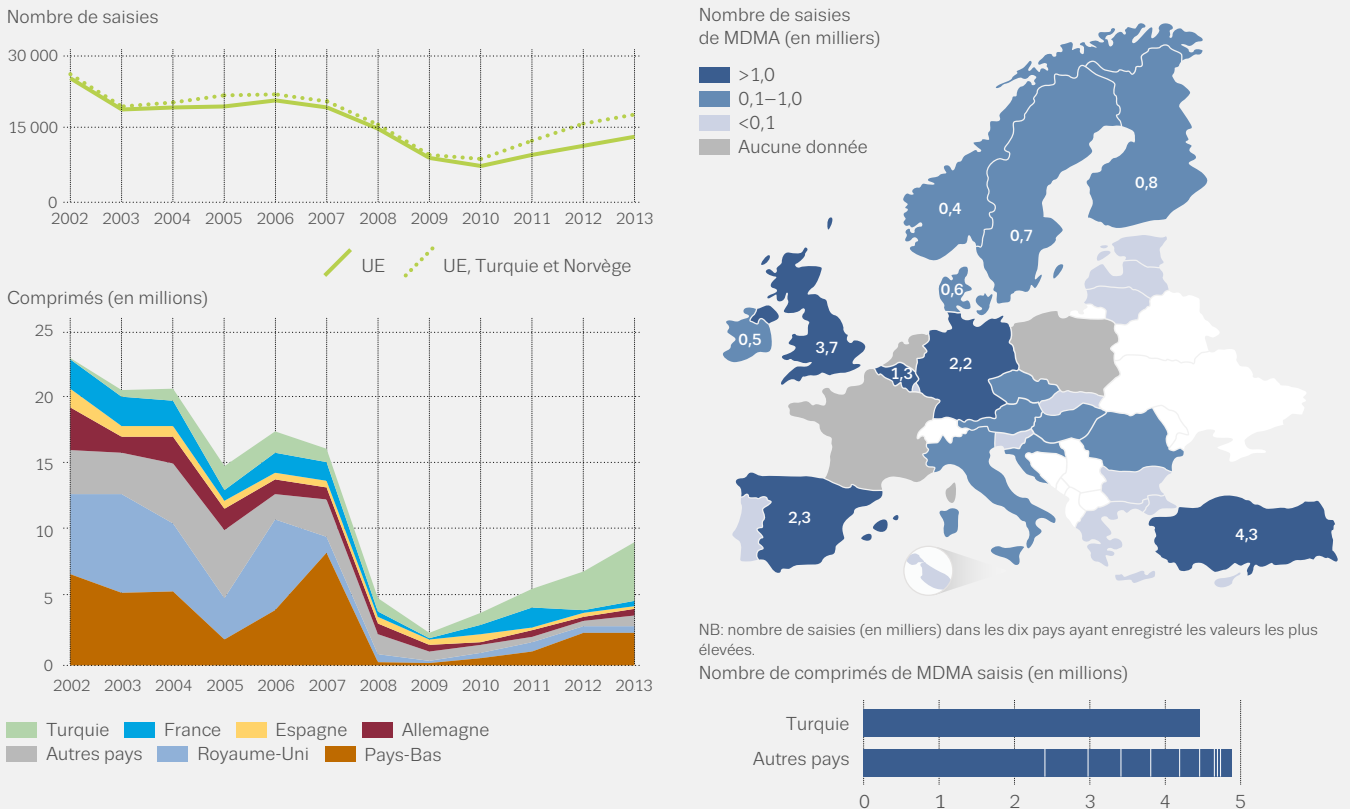 Nombre de saisies
30 000
15 000
0
2002 2003 2004 2005 2006 2007 2008 2009 2010 2011 2012 2013
UE UE, Turquie et Norvège
Comprimés (en millions)
25
20
15
10
5
0
2002 2003 2004 2005 2006 2007 2008 2009 2010 2011 2012 2013
Turquie France Espagne Allemagne
Autres pays Royaume-Uni Pays-Bas
Nombre de saisies
de MDMA (en milliers)
>1,0
0,1–1,0
<0,1
Aucune donnée
0,8
0,4
0,7
0,6
0,5
3,7
2,2
1,3
2,3
4,3
NB: nombre de saisies (en milliers) dans les dix pays ayant enregistré les valeurs les plus
élevées.
Nombre de comprimés de MDMA saisis (en millions)
Turquie
Autres pays
0 1 2 3 4 5